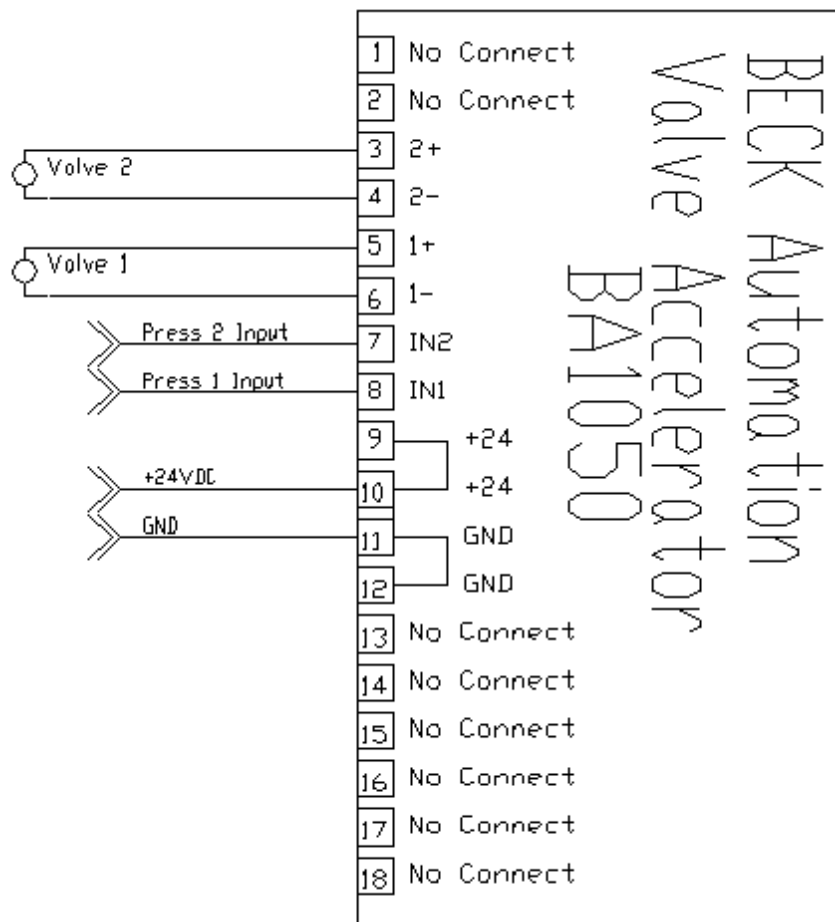 1 No Connect
2 No Connect
3 2+
Valve 2
4 2-
5 1+
Valve 1
6 1-
Press 2 Input 7 IN2
Press 1 Input 8 IN1
9 +24
+24VDC 10 +24
GND 11 GND
12 GND
13 No Connect
14 No Connect
15 No Connect
16 No Connect
17 No Connect
18 No Connect
BECK Automation
Valve Accelerator
BA1050